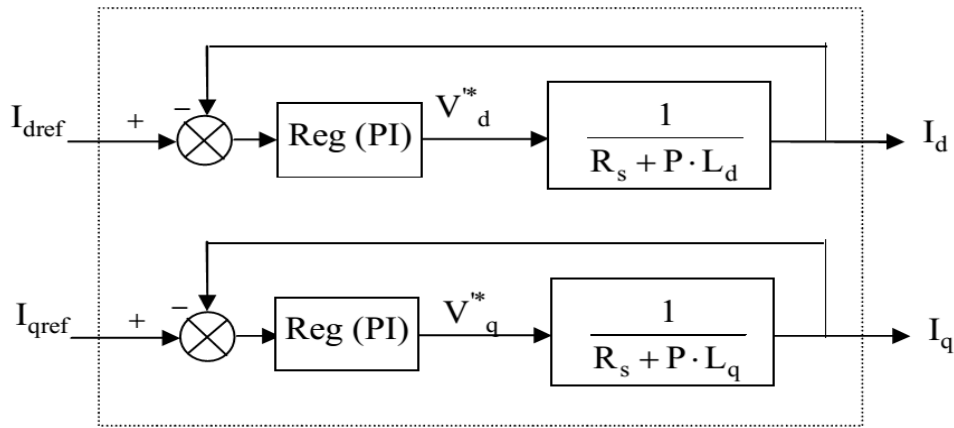 I_dref + − Reg (PI) V'*_d 1 / (R_s + P · L_d) I_d
I_qref + − Reg (PI) V'*_q 1 / (R_s + P · L_q) I_q